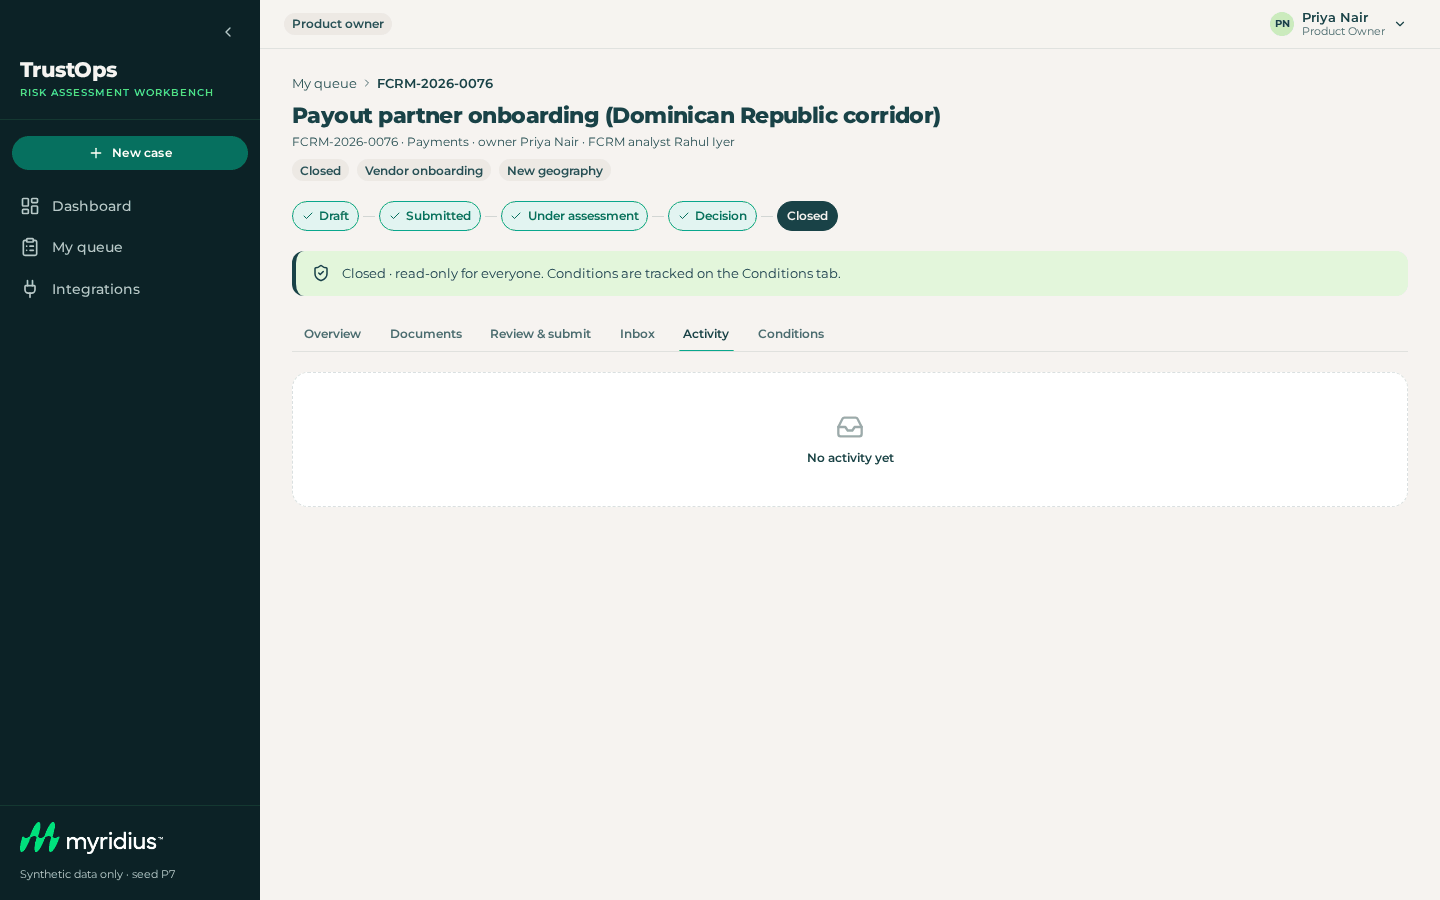 Product owner
PN
Priya Nair
Product Owner
TrustOps
RISK ASSESSMENT WORKBENCH
New case
Dashboard
My queue
Integrations
My queue
FCRM-2026-0076
Payout partner onboarding (Dominican Republic corridor)
FCRM-2026-0076 · Payments · owner Priya Nair · FCRM analyst Rahul Iyer
Closed
Vendor onboarding
New geography
Draft
Submitted
Under assessment
Decision
Closed
Closed · read-only for everyone. Conditions are tracked on the Conditions tab.
Overview
Documents
Review & submit
Inbox
Activity
Conditions
No activity yet
myridius™
Synthetic data only · seed P7